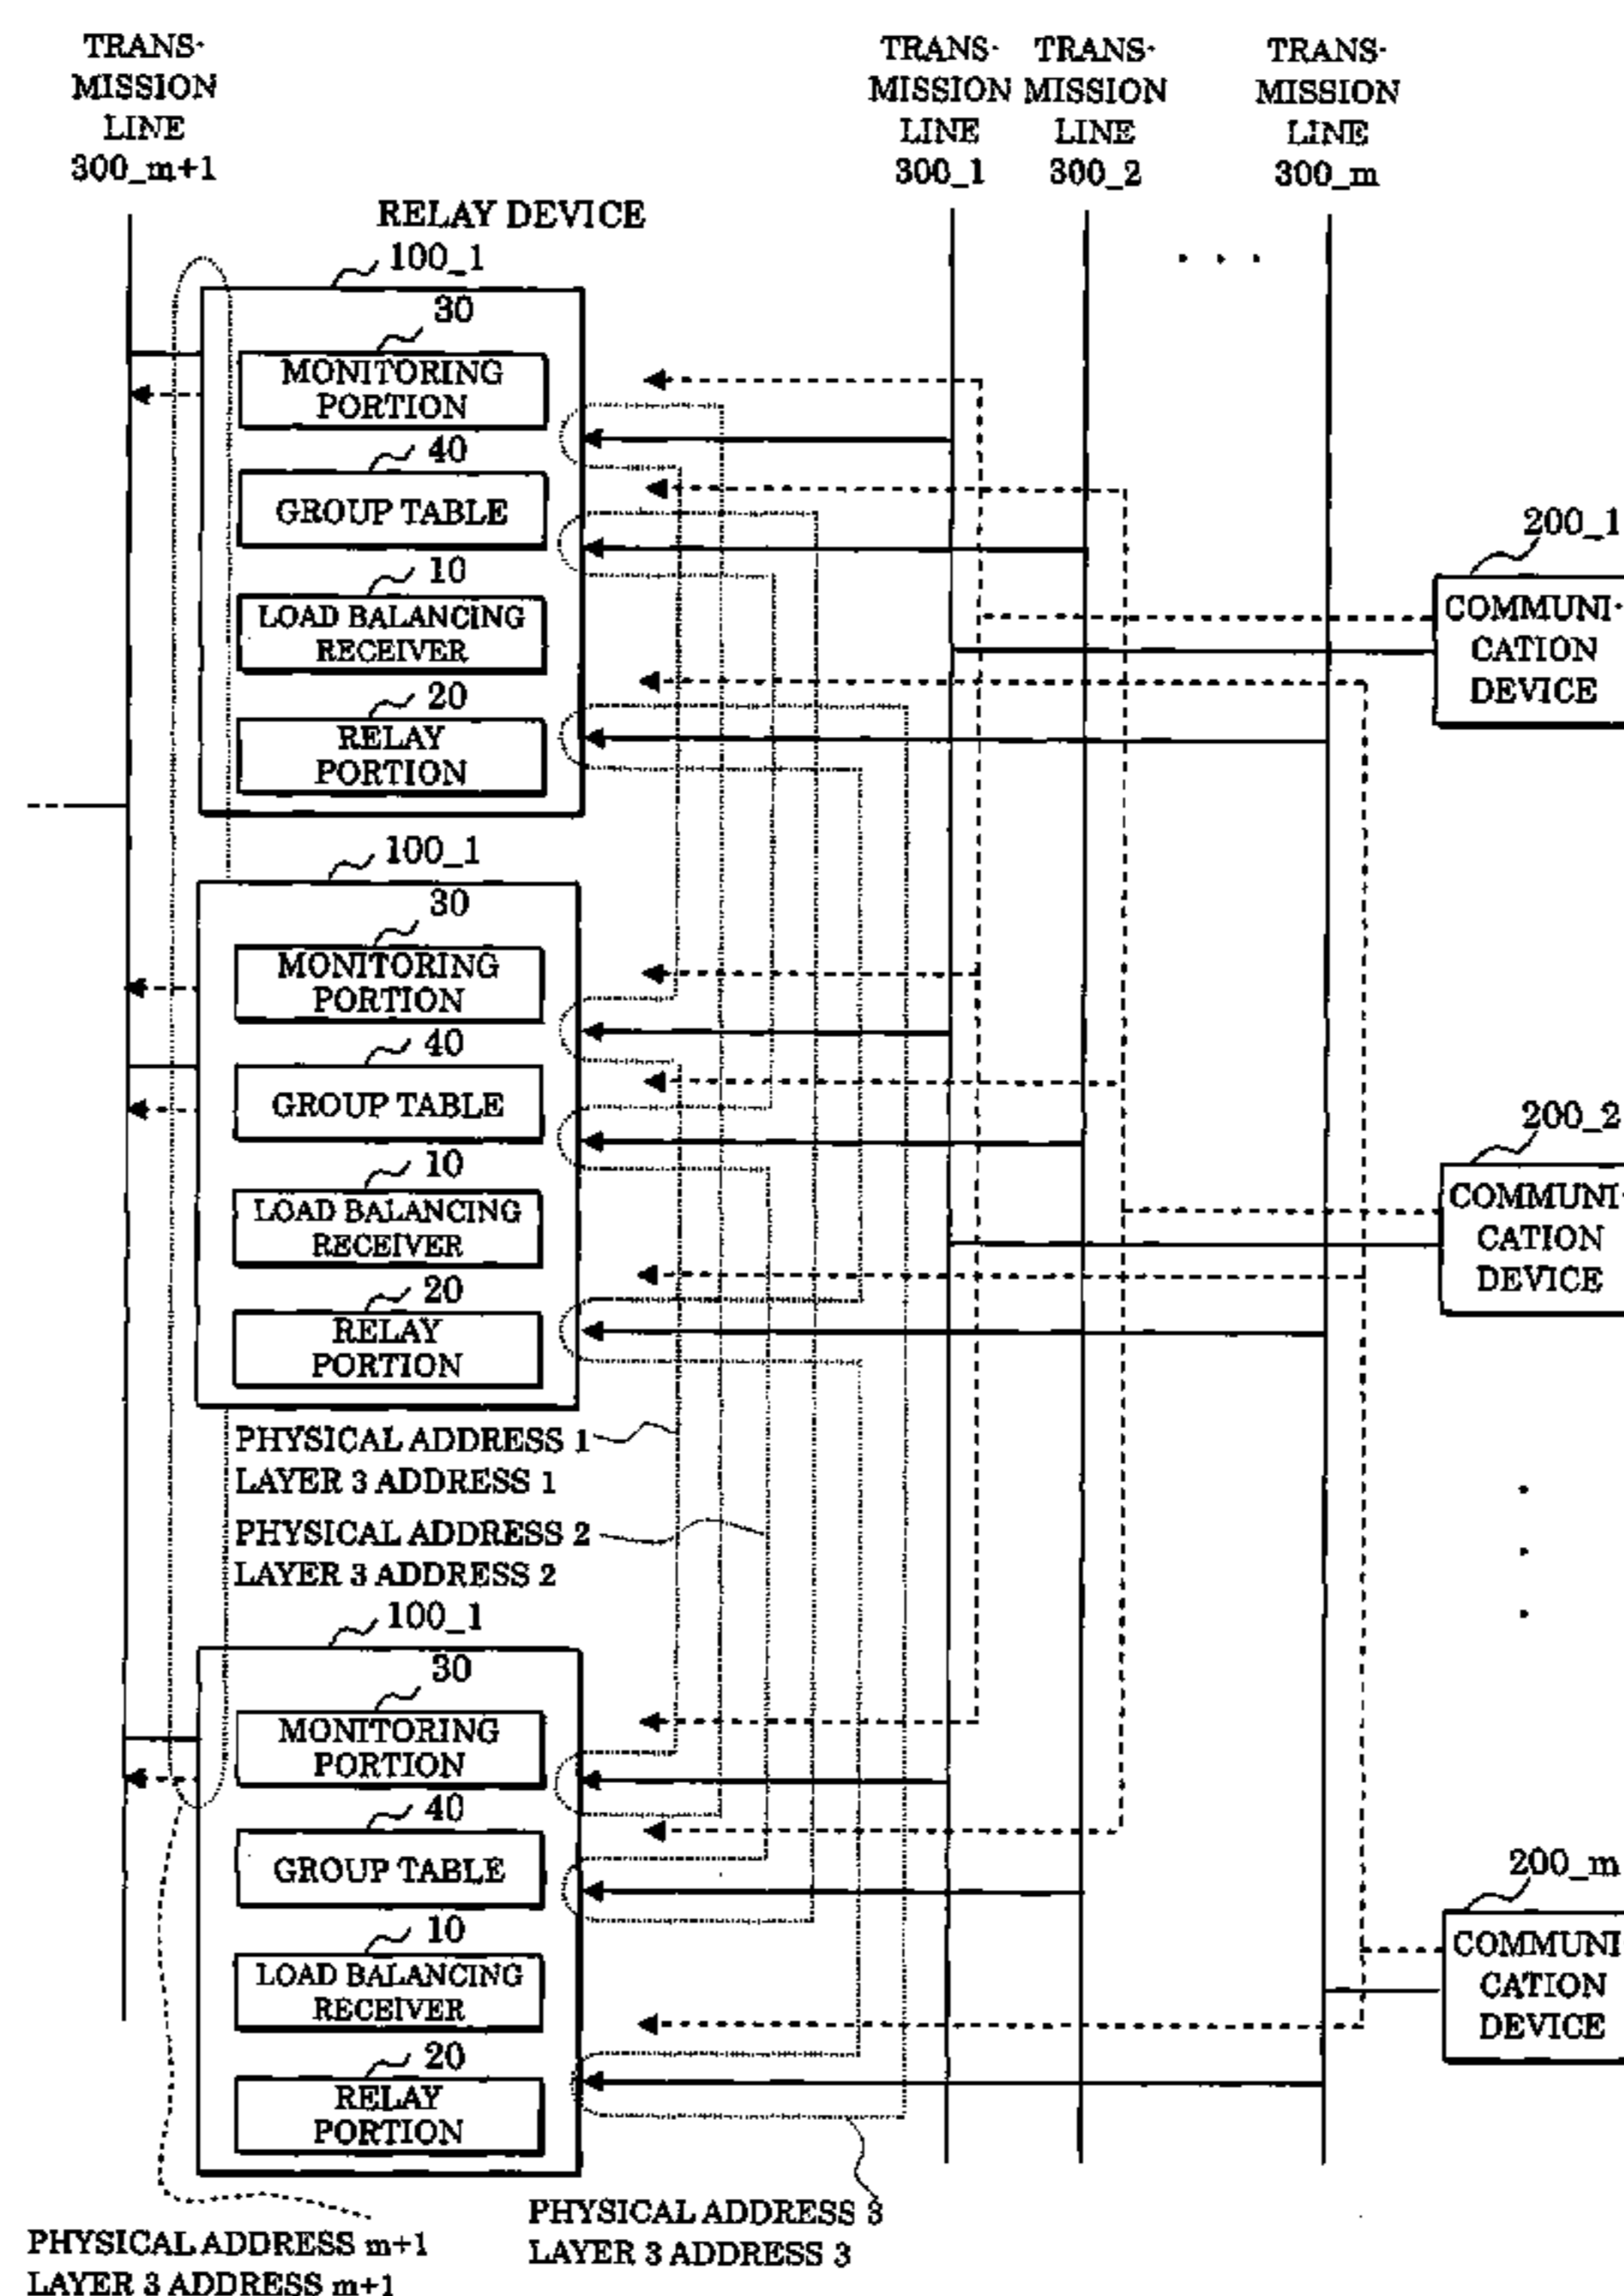 TRANS-
MISSION
LINE
300_m+1
TRANS-
MISSION
LINE
300_1
TRANS-
MISSION
LINE
300_2
TRANS-
MISSION
LINE
300_m
RELAY DEVICE
100_1
30
MONITORING
PORTION
40
GROUP TABLE
10
LOAD BALANCING
RECEIVER
20
RELAY
PORTION
200_1
COMMUNI-
CATION
DEVICE
100_1
30
MONITORING
PORTION
40
GROUP TABLE
10
LOAD BALANCING
RECEIVER
20
RELAY
PORTION
200_2
COMMUNI-
CATION
DEVICE
PHYSICAL ADDRESS 1
LAYER 3 ADDRESS 1
PHYSICAL ADDRESS 2
LAYER 3 ADDRESS 2
100_1
30
MONITORING
PORTION
40
GROUP TABLE
10
LOAD BALANCING
RECEIVER
20
RELAY
PORTION
200_m
COMMUNI
CATION
DEVICE
PHYSICAL ADDRESS 3
LAYER 3 ADDRESS 3
PHYSICAL ADDRESS m+1
LAYER 3 ADDRESS m+1